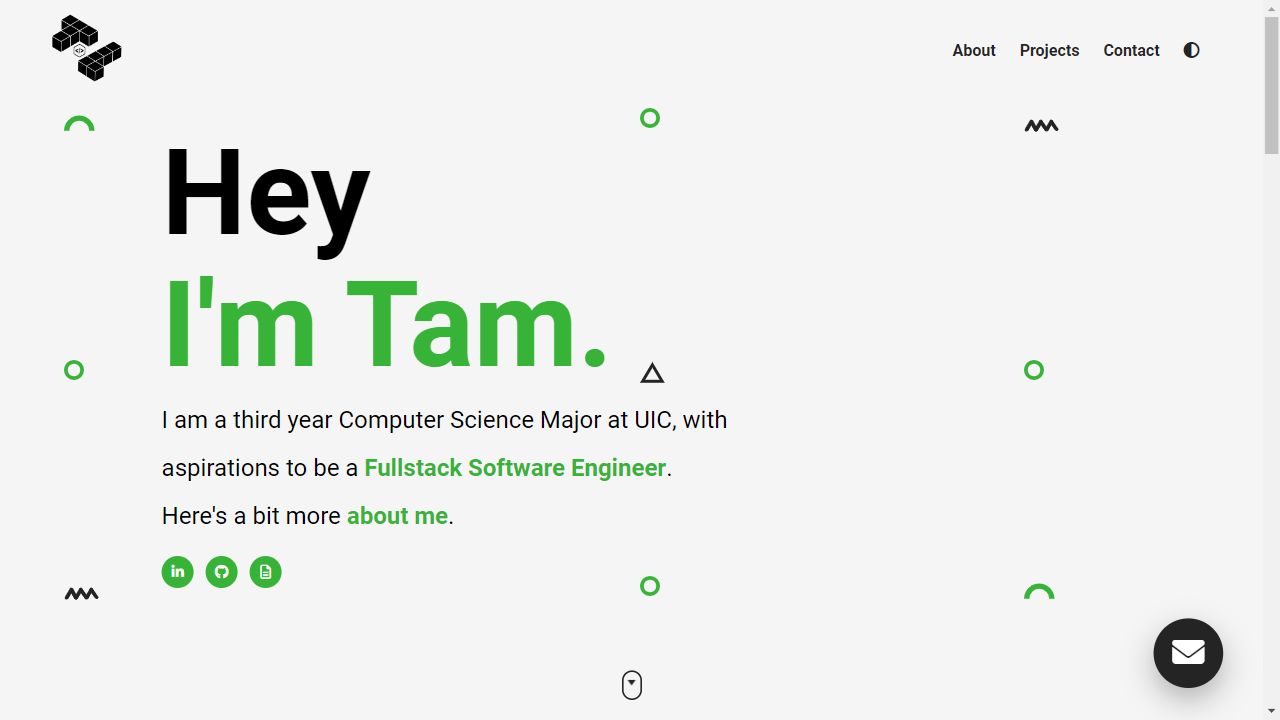 About Projects Contact
Hey
I'm Tam.
I am a third year Computer Science Major at UIC, with
aspirations to be a Fullstack Software Engineer.
Here's a bit more about me.
in